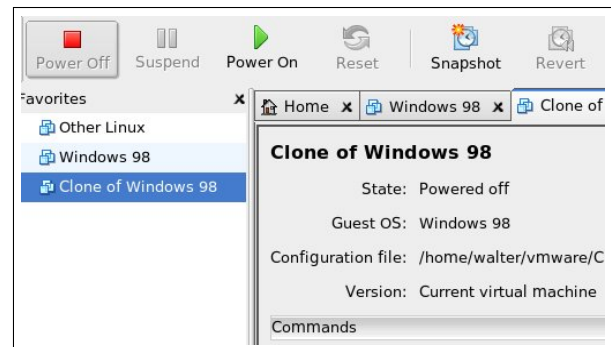 Power Off Suspend Power On Reset Snapshot Revert
Favorites
Home Windows 98 Clone of
Other Linux
Windows 98
Clone of Windows 98
Clone of Windows 98
State: Powered off
Guest OS: Windows 98
Configuration file: /home/walter/vmware/C
Version: Current virtual machine
Commands